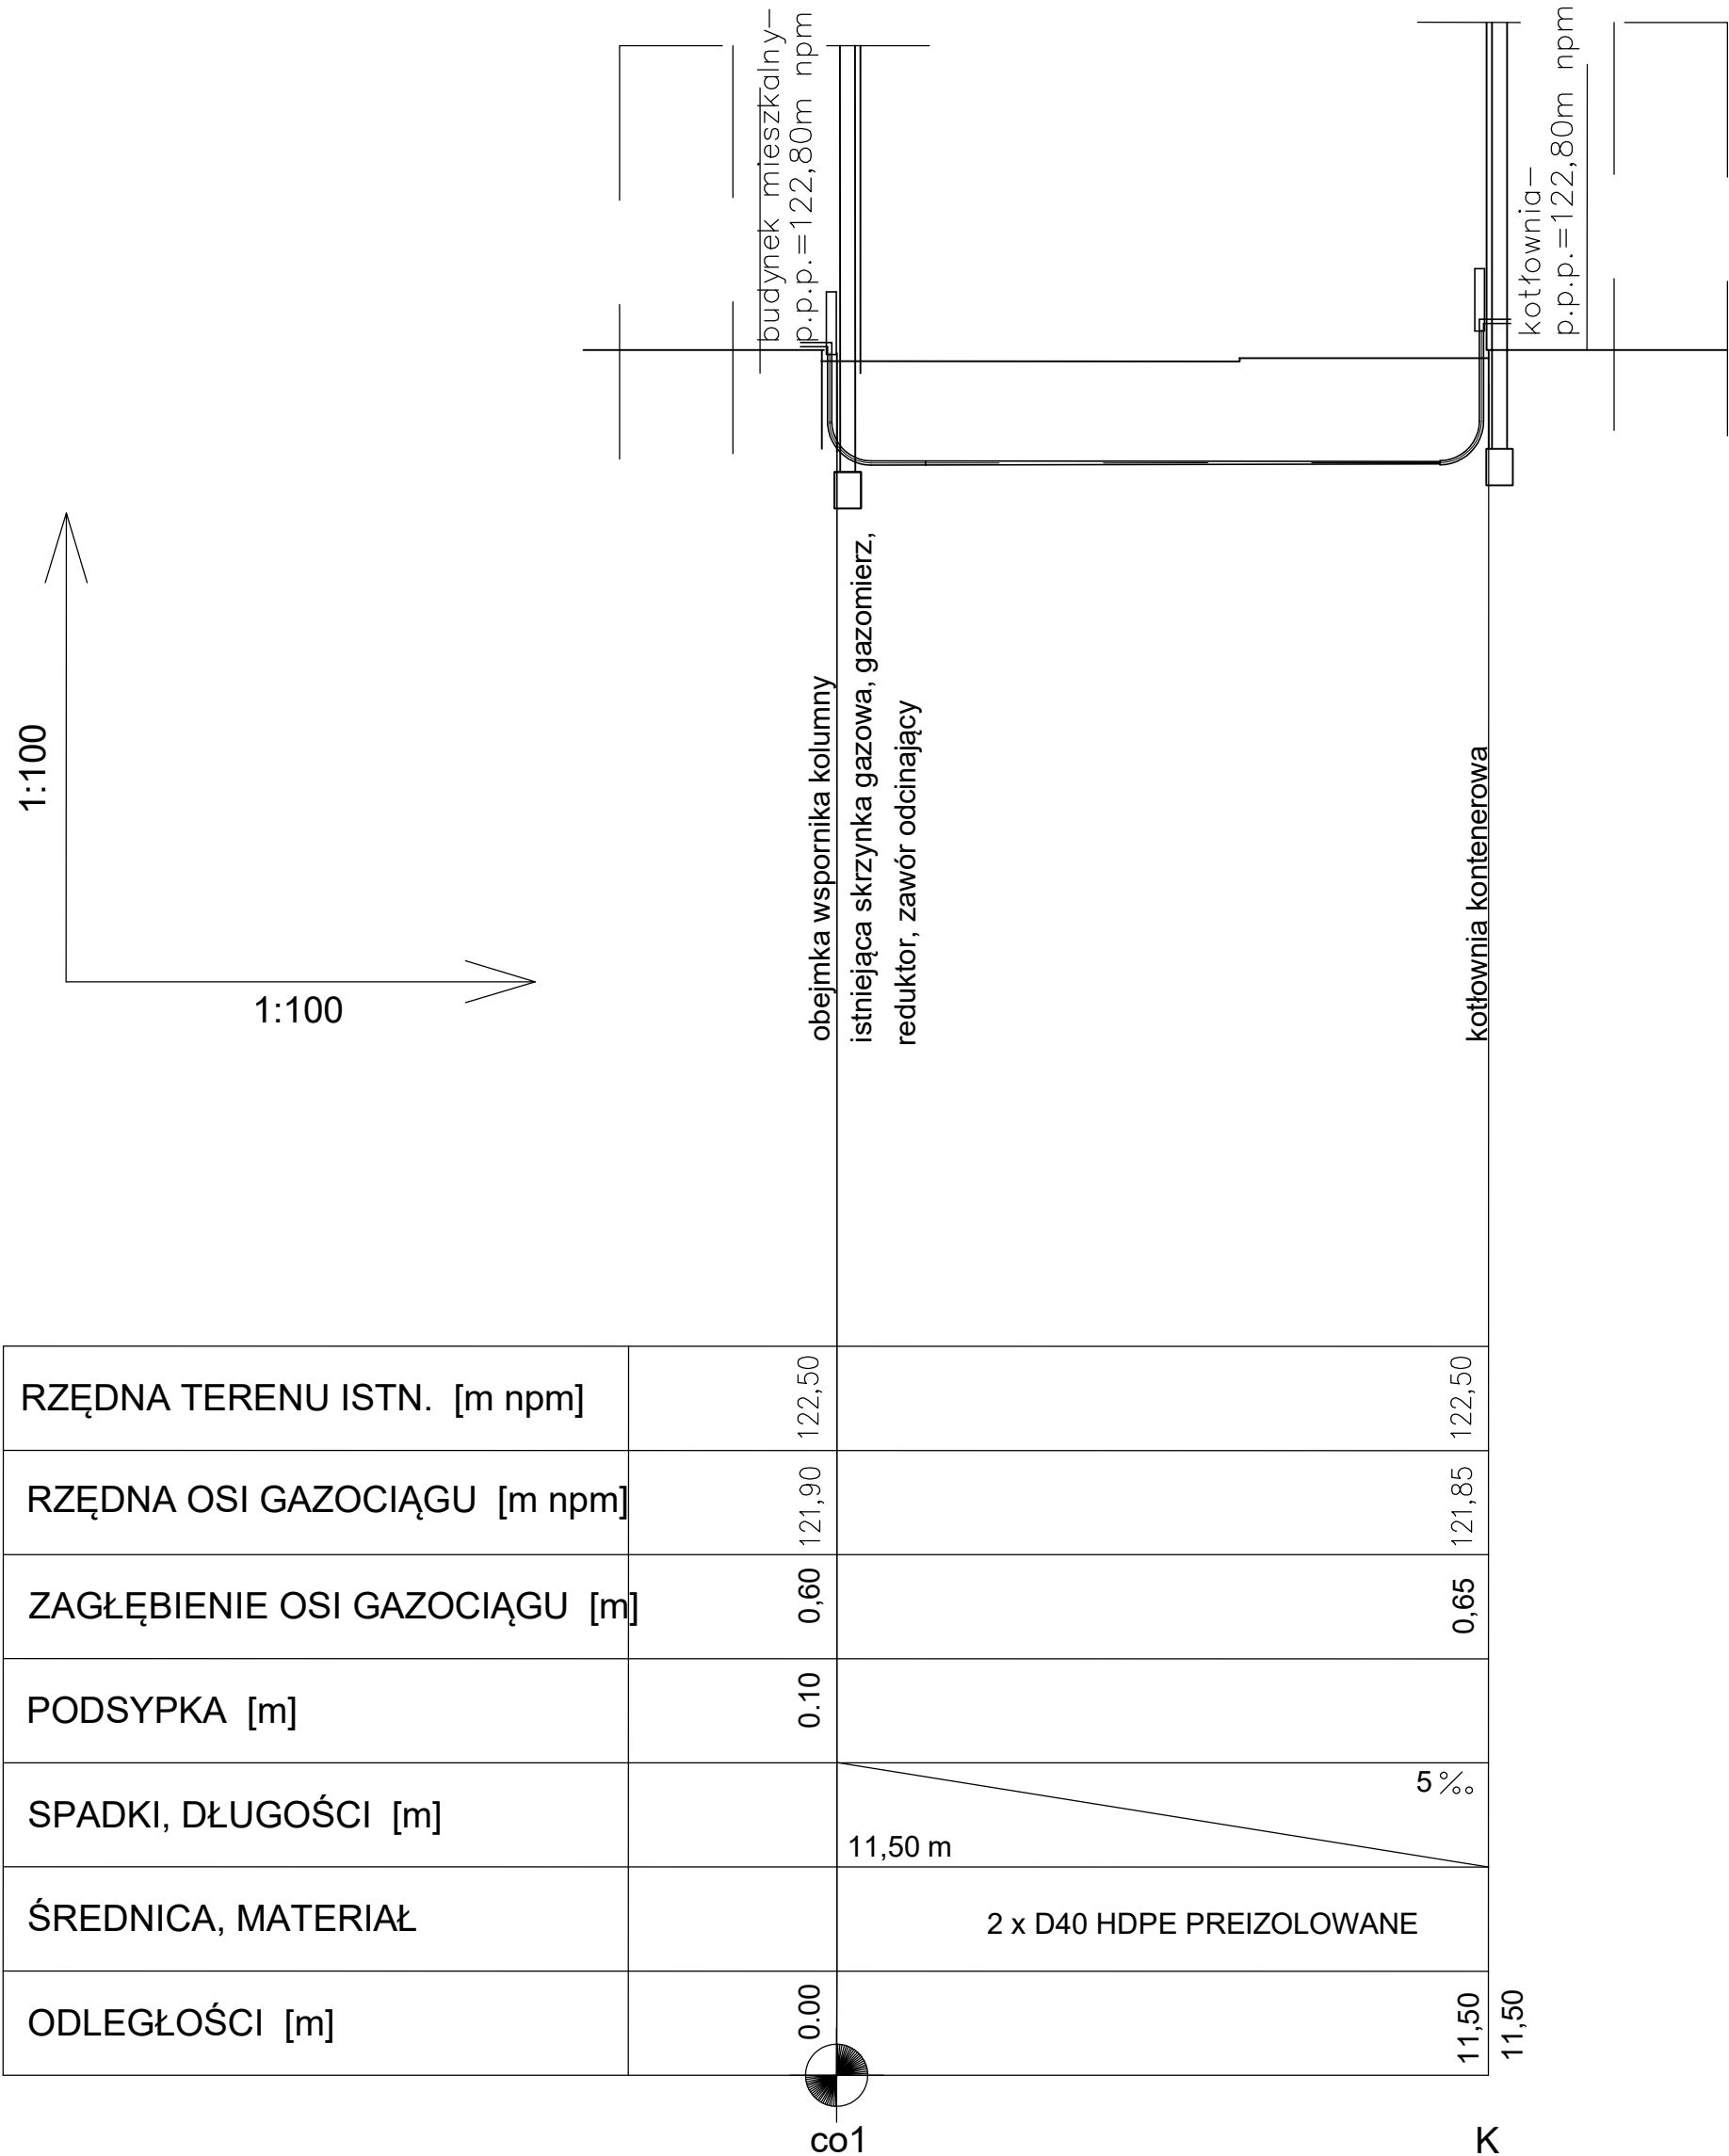 budynek mieszkalny-
p.p.p.=122,80m npm
kotłownia-
p.p.p.=122,80m npm
1:100
1:100
obejmka wspornika kolumny
istniejąca skrzynka gazowa, gazomierz,
reduktor, zawór odcinający
kotłownia kontenerowa
RZĘDNA TERENU ISTN. [m npm]
122,50
122,50
RZĘDNA OSI GAZOCIĄGU [m npm]
121,90
121,85
ZAGŁĘBIENIE OSI GAZOCIĄGU [m]
0,60
0,65
PODSYPKA [m]
0.10
SPADKI, DŁUGOŚCI [m]
11,50 m
5 ‰
ŚREDNICA, MATERIAŁ
2 x D40 HDPE PREIZOLOWANE
ODLEGŁOŚCI [m]
0.00
11,50
11,50
co1
K